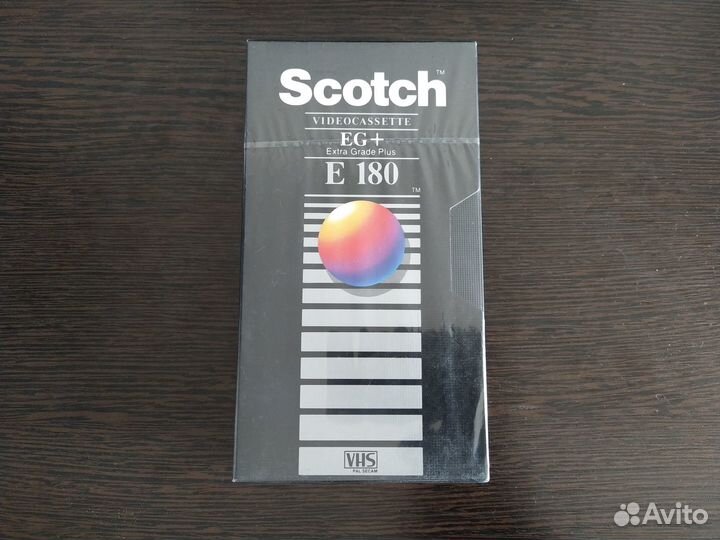 Scotch™
VIDEOCASSETTE
EG+
Extra Grade Plus
E 180
™
VHS
PAL SECAM
Avito